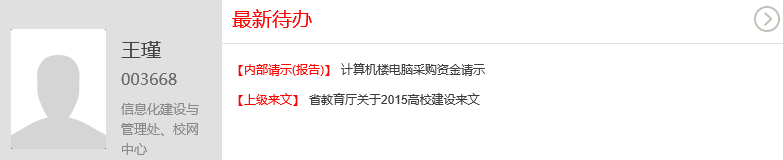 王瑾
003668
信息化建设与
管理处、校网
中心
最新待办
【内部请示(报告)】 计算机楼电脑采购资金请示
【上级来文】 省教育厅关于2015高校建设来文